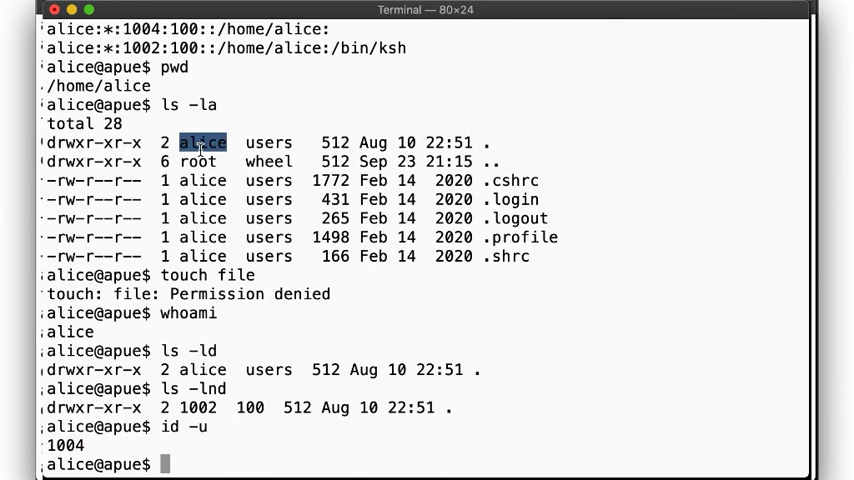 Terminal — 80×24
alice:*:1004:100::/home/alice:
alice:*:1002:100::/home/alice:/bin/ksh
alice@apue$ pwd
/home/alice
alice@apue$ ls -la
total 28
drwxr-xr-x  2 alice  users   512 Aug 10 22:51 .
drwxr-xr-x  6 root   wheel   512 Sep 23 21:15 ..
-rw-r--r--  1 alice  users  1772 Feb 14  2020 .cshrc
-rw-r--r--  1 alice  users   431 Feb 14  2020 .login
-rw-r--r--  1 alice  users   265 Feb 14  2020 .logout
-rw-r--r--  1 alice  users  1498 Feb 14  2020 .profile
-rw-r--r--  1 alice  users   166 Feb 14  2020 .shrc
alice@apue$ touch file
touch: file: Permission denied
alice@apue$ whoami
alice
alice@apue$ ls -ld
drwxr-xr-x  2 alice  users  512 Aug 10 22:51 .
alice@apue$ ls -lnd
drwxr-xr-x  2 1002  100  512 Aug 10 22:51 .
alice@apue$ id -u
1004
alice@apue$